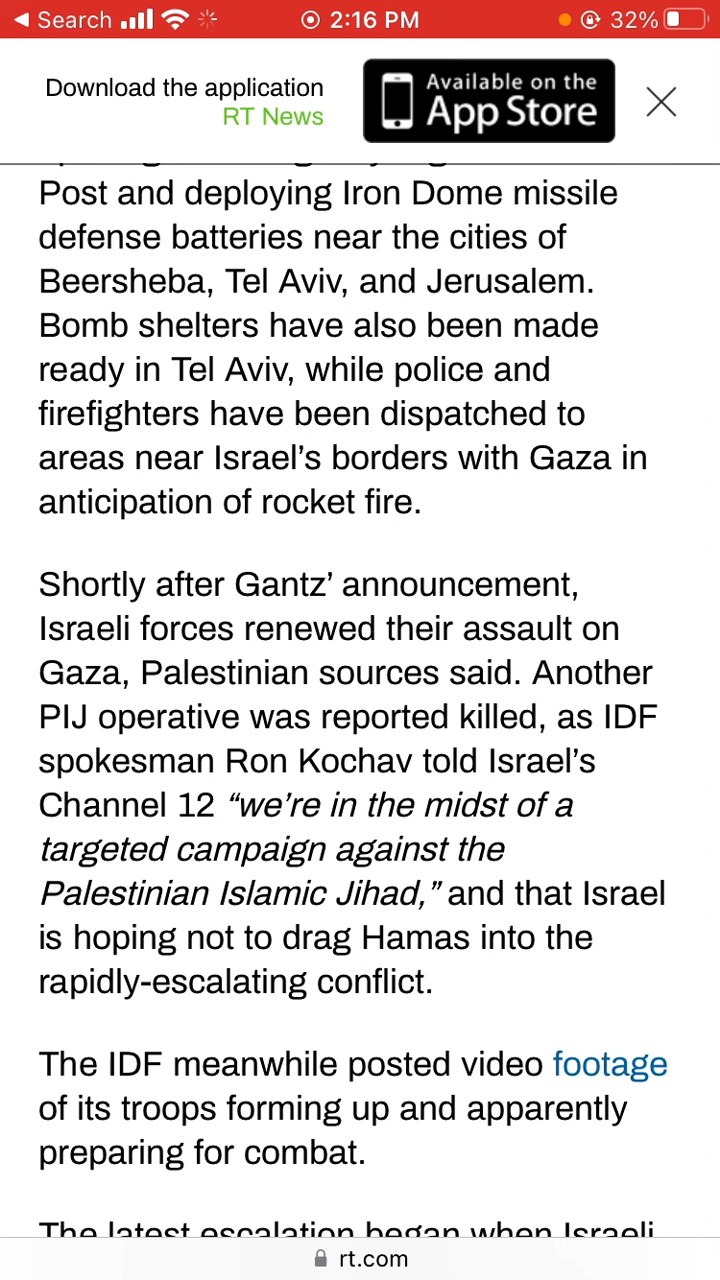 Search
2:16 PM
32%
Download the application
RT News
Available on the
App Store
Post and deploying Iron Dome missile
defense batteries near the cities of
Beersheba, Tel Aviv, and Jerusalem.
Bomb shelters have also been made
ready in Tel Aviv, while police and
firefighters have been dispatched to
areas near Israel’s borders with Gaza in
anticipation of rocket fire.
Shortly after Gantz’ announcement,
Israeli forces renewed their assault on
Gaza, Palestinian sources said. Another
PIJ operative was reported killed, as IDF
spokesman Ron Kochav told Israel’s
Channel 12 “we’re in the midst of a
targeted campaign against the
Palestinian Islamic Jihad,” and that Israel
is hoping not to drag Hamas into the
rapidly-escalating conflict.
The IDF meanwhile posted video footage
of its troops forming up and apparently
preparing for combat.
The latest escalation began when Israeli
rt.com